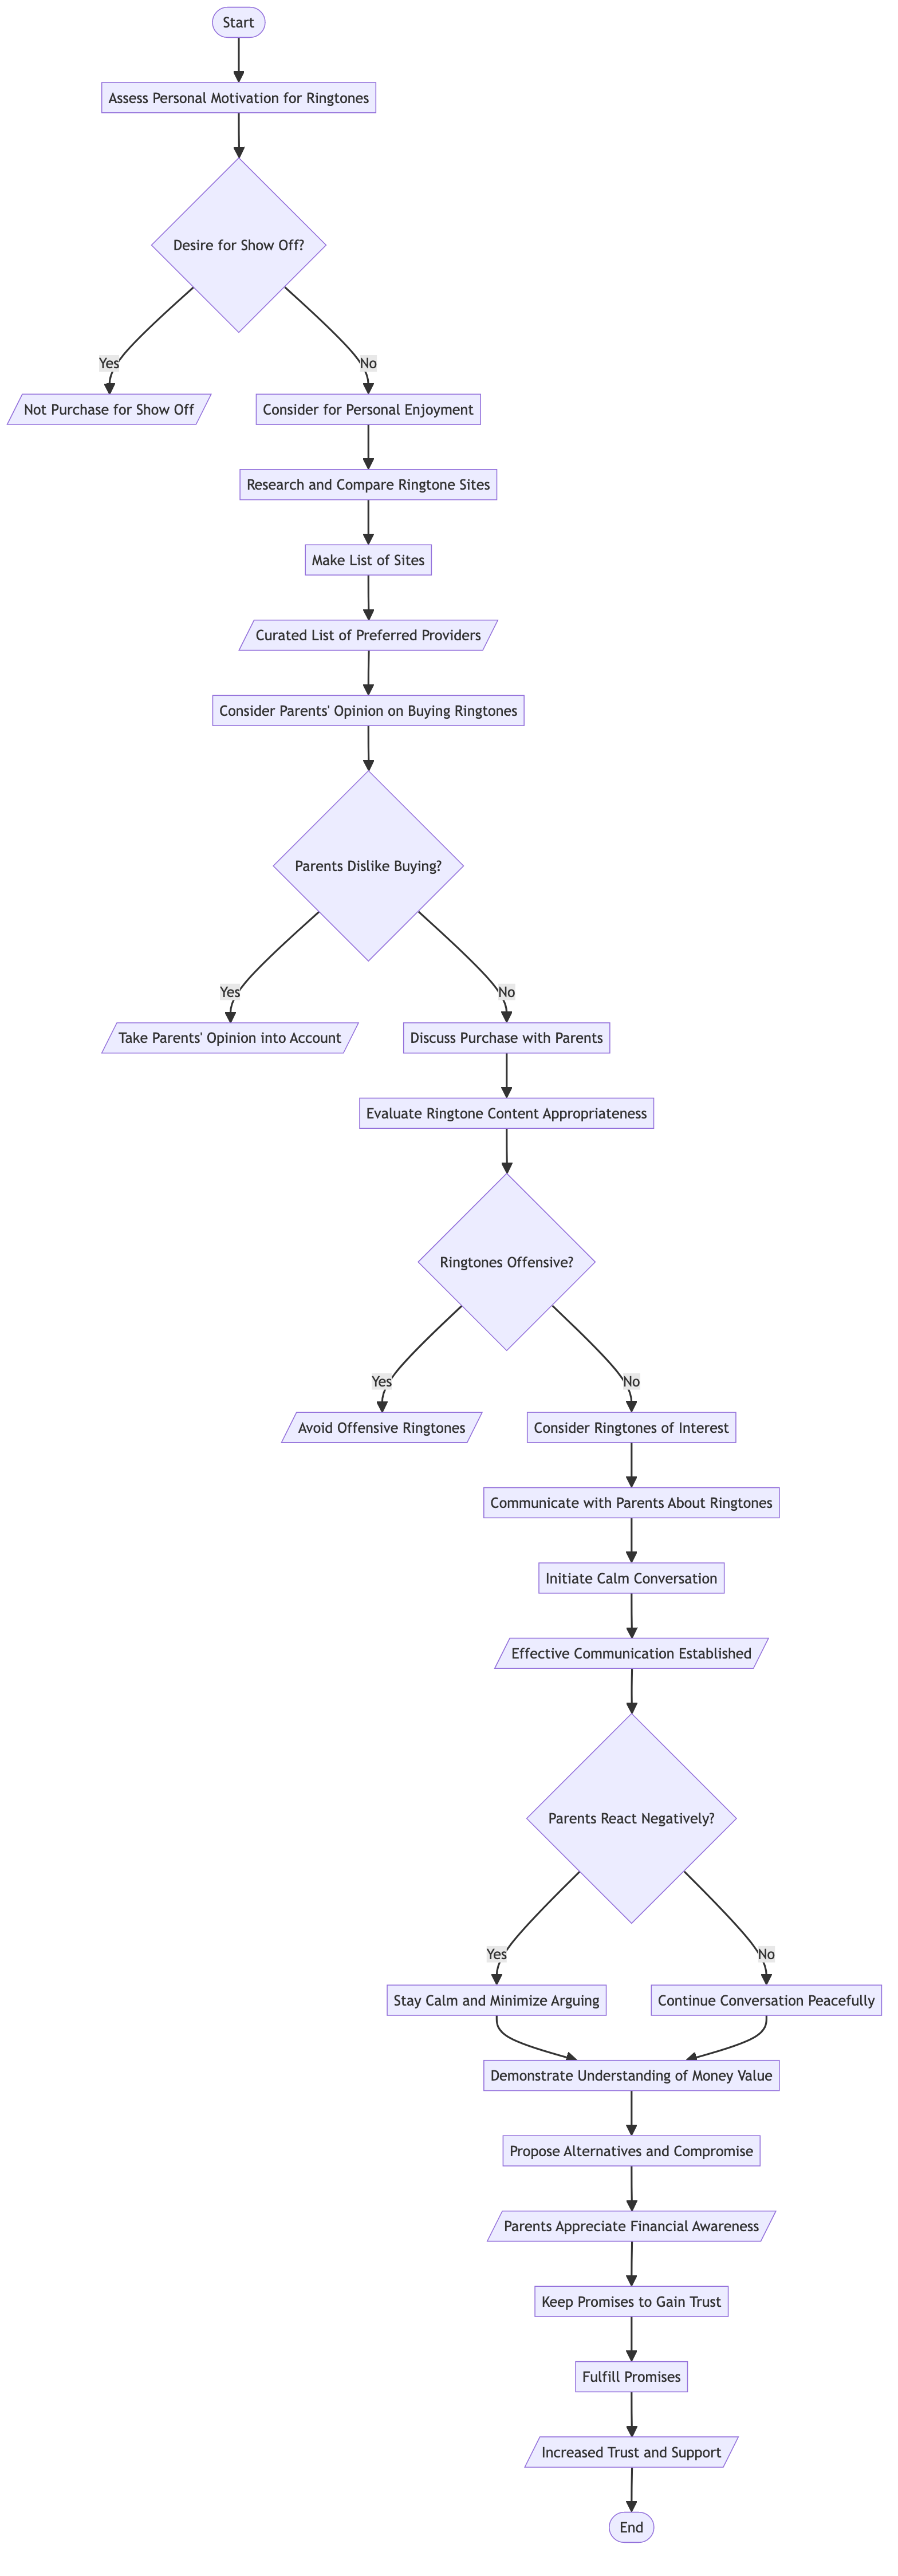 Start
Assess Personal Motivation for Ringtones
Desire for Show Off?
Yes
No
Not Purchase for Show Off
Consider for Personal Enjoyment
Research and Compare Ringtone Sites
Make List of Sites
Curated List of Preferred Providers
Consider Parents' Opinion on Buying Ringtones
Parents Dislike Buying?
Yes
No
Take Parents' Opinion into Account
Discuss Purchase with Parents
Evaluate Ringtone Content Appropriateness
Ringtones Offensive?
Yes
No
Avoid Offensive Ringtones
Consider Ringtones of Interest
Communicate with Parents About Ringtones
Initiate Calm Conversation
Effective Communication Established
Parents React Negatively?
Yes
No
Stay Calm and Minimize Arguing
Continue Conversation Peacefully
Demonstrate Understanding of Money Value
Propose Alternatives and Compromise
Parents Appreciate Financial Awareness
Keep Promises to Gain Trust
Fulfill Promises
Increased Trust and Support
End